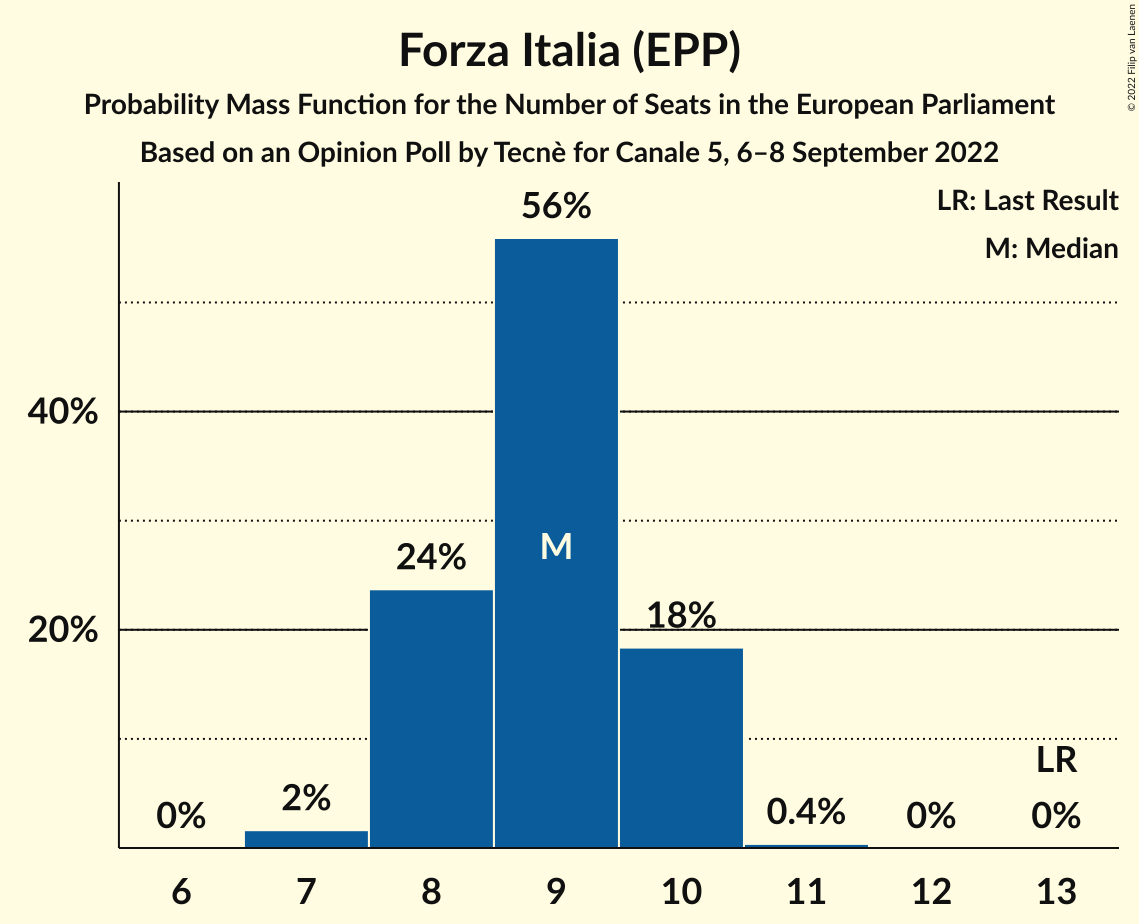 Forza Italia (EPP)
Probability Mass Function for the Number of Seats in the European Parliament
Based on an Opinion Poll by Tecnè for Canale 5, 6–8 September 2022
© 2022 Filip van Laenen
LR: Last Result
M: Median
56%
40%
24%
M
20%
18%
LR
0%
2%
0.4%
0%
0%
6
7
8
9
10
11
12
13